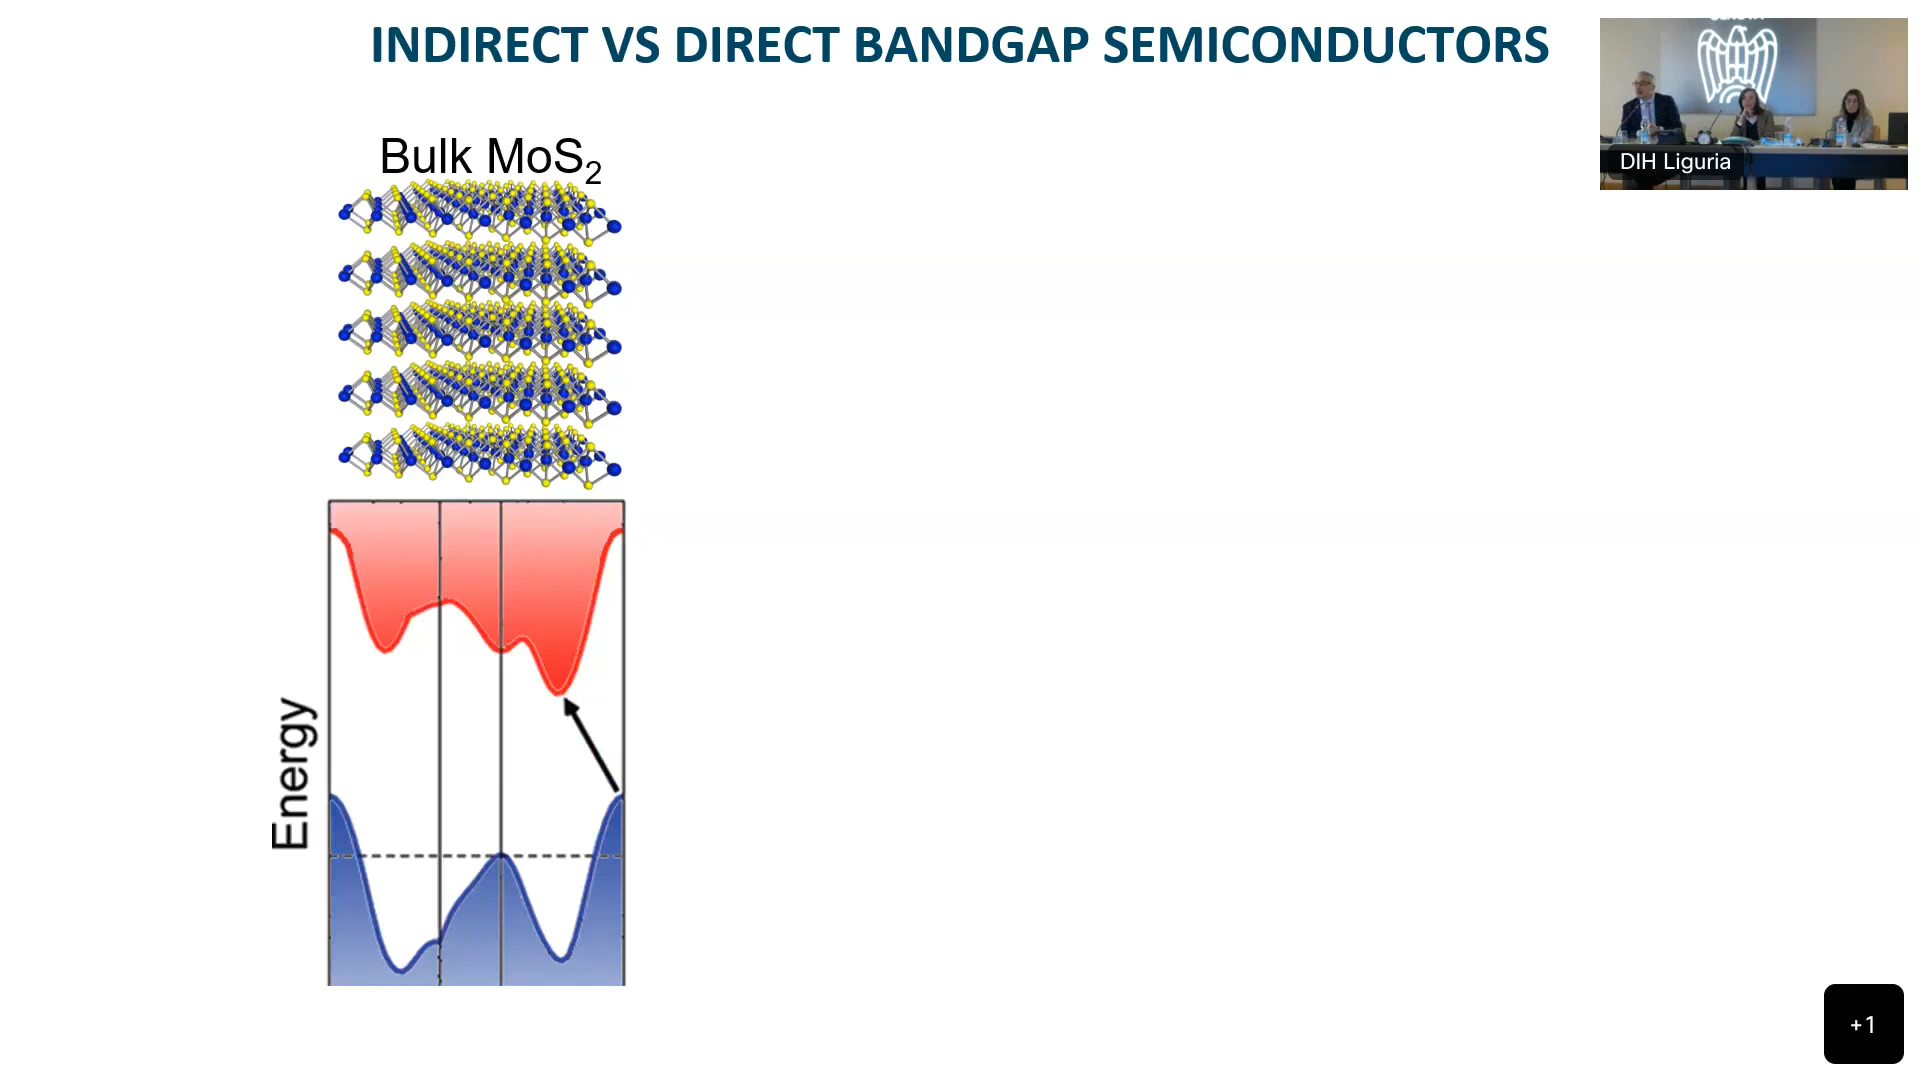 INDIRECT VS DIRECT BANDGAP SEMICONDUCTORS
Bulk MoS₂
DIH Liguria
Energy
+1